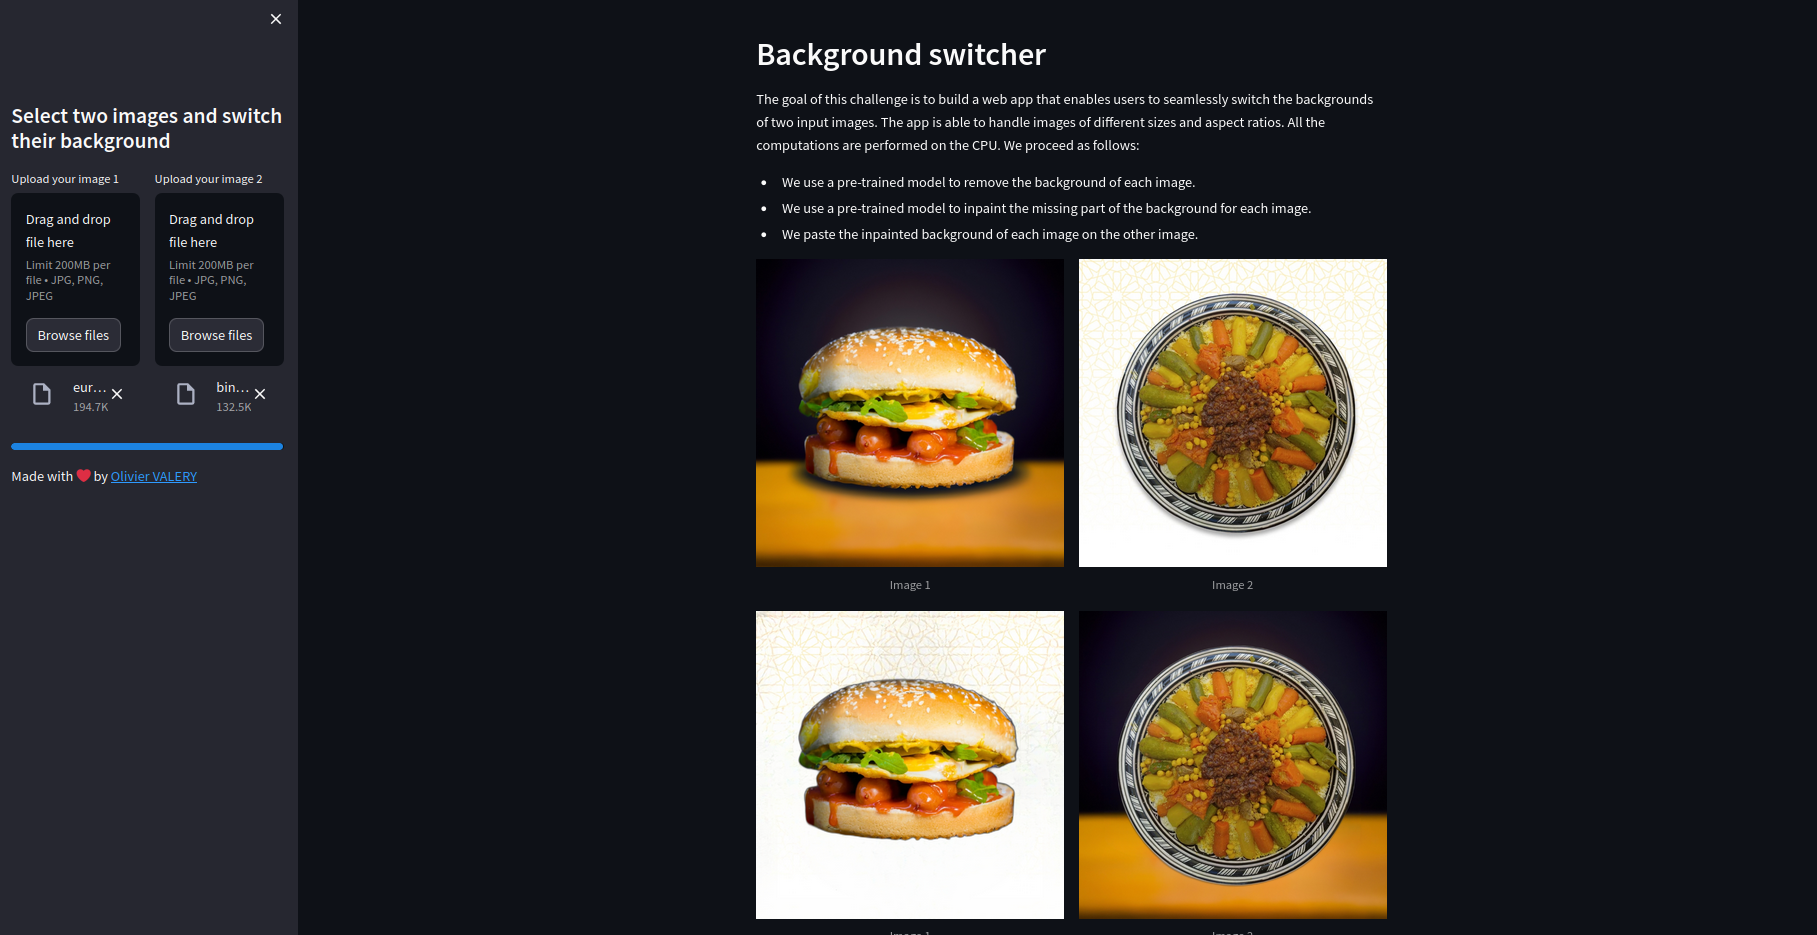 Select two images and switch
their background
Upload your image 1
Upload your image 2
Drag and drop
file here
Limit 200MB per
file • JPG, PNG,
JPEG
Browse files
Drag and drop
file here
Limit 200MB per
file • JPG, PNG,
JPEG
Browse files
eur...
194.7K
bin...
132.5K
Made with ❤️ by Olivier VALERY
Background switcher
The goal of this challenge is to build a web app that enables users to seamlessly switch the backgrounds
of two input images. The app is able to handle images of different sizes and aspect ratios. All the
computations are performed on the CPU. We proceed as follows:
• We use a pre-trained model to remove the background of each image.
• We use a pre-trained model to inpaint the missing part of the background for each image.
• We paste the inpainted background of each image on the other image.
Image 1
Image 2